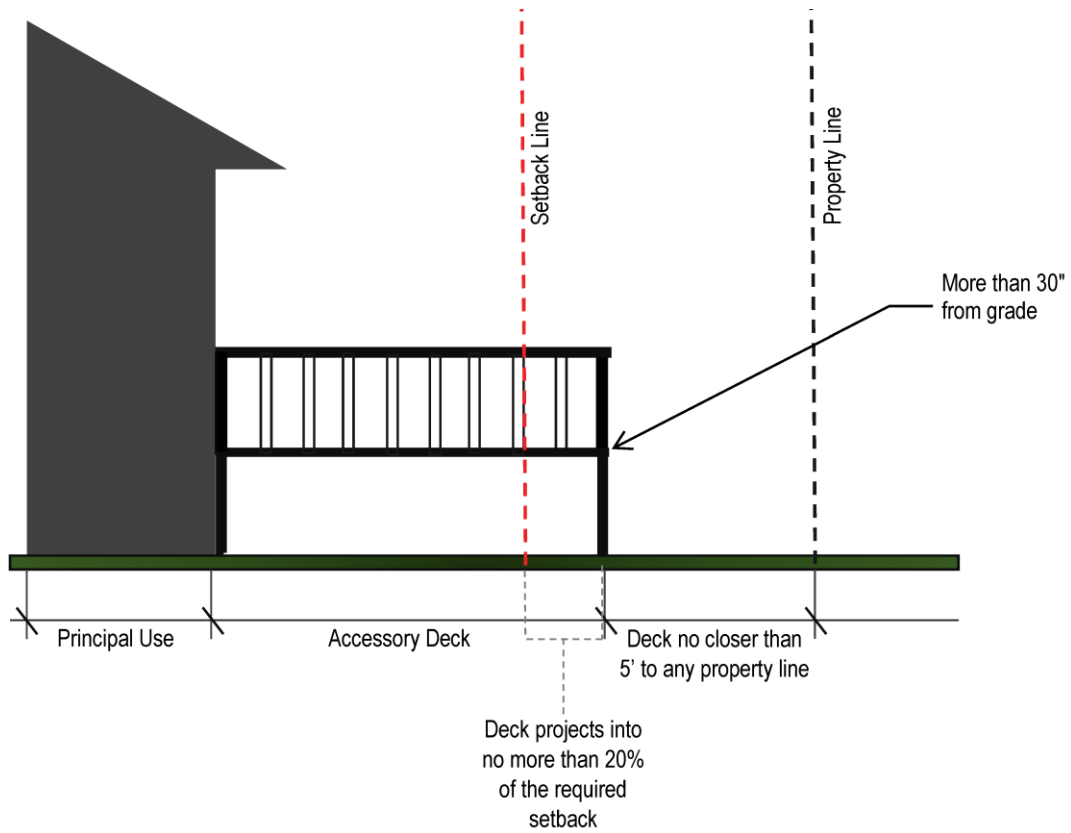 Setback Line
Property Line
More than 30"
from grade
Principal Use
Accessory Deck
Deck no closer than
5’ to any property line
Deck projects into
no more than 20%
of the required
setback